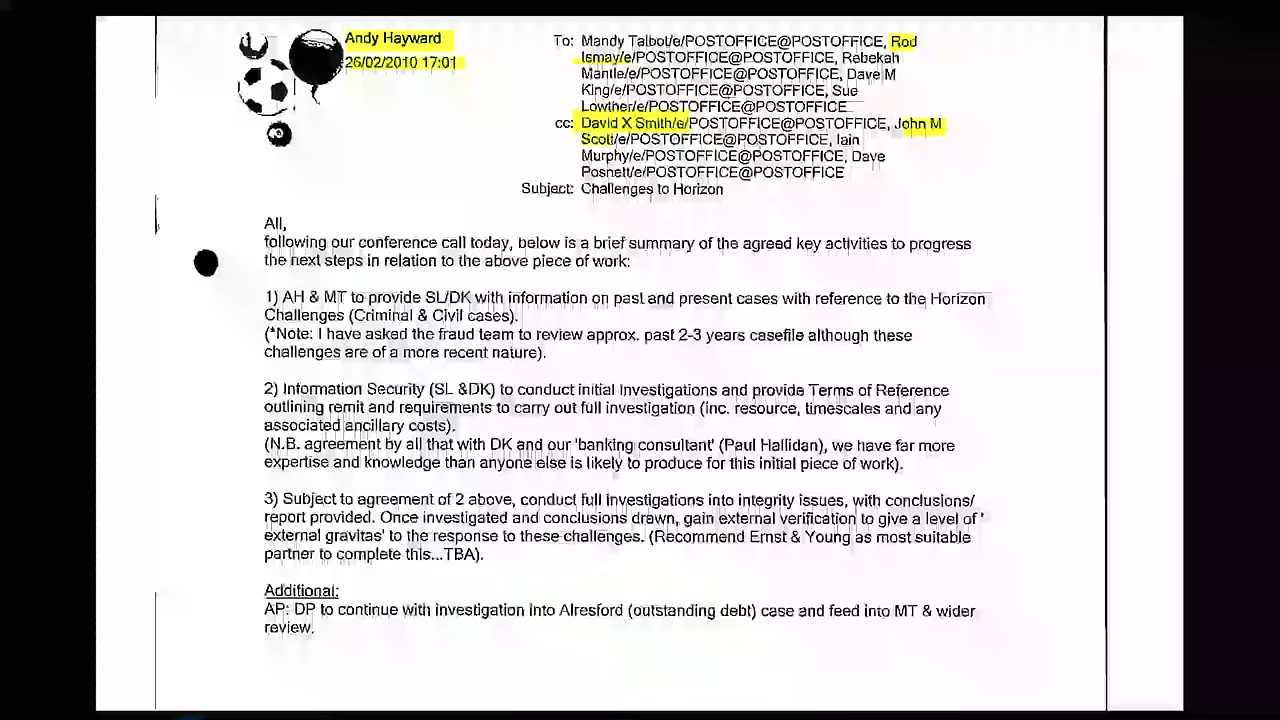 Andy Hayward
26/02/2010 17:01
To: Mandy Talbot/e/POSTOFFICE@POSTOFFICE, Rod
Ismay/e/POSTOFFICE@POSTOFFICE, Rebekah
Mantle/e/POSTOFFICE@POSTOFFICE, Dave M
King/e/POSTOFFICE@POSTOFFICE, Sue
Lowther/e/POSTOFFICE@POSTOFFICE
cc: David X Smith/e/POSTOFFICE@POSTOFFICE, John M
Scott/e/POSTOFFICE@POSTOFFICE, Iain
Murphy/e/POSTOFFICE@POSTOFFICE, Dave
Posnett/e/POSTOFFICE@POSTOFFICE
Subject: Challenges to Horizon
All,
following our conference call today, below is a brief summary of the agreed key activities to progress
the next steps in relation to the above piece of work:
1) AH & MT to provide SL/DK with information on past and present cases with reference to the Horizon
Challenges (Criminal & Civil cases).
(*Note: I have asked the fraud team to review approx. past 2-3 years casefile although these
challenges are of a more recent nature).
2) Information Security (SL &DK) to conduct initial Investigations and provide Terms of Reference
outlining remit and requirements to carry out full investigation (inc. resource, timescales and any
associated ancillary costs).
(N.B. agreement by all that with DK and our 'banking consultant' (Paul Hallidan), we have far more
expertise and knowledge than anyone else is likely to produce for this initial piece of work).
3) Subject to agreement of 2 above, conduct full investigations into integrity issues, with conclusions/
report provided. Once investigated and conclusions drawn, gain external verification to give a level of '
external gravitas' to the response to these challenges. (Recommend Ernst & Young as most suitable
partner to complete this...TBA).
Additional:
AP: DP to continue with investigation into Alresford (outstanding debt) case and feed into MT & wider
review.